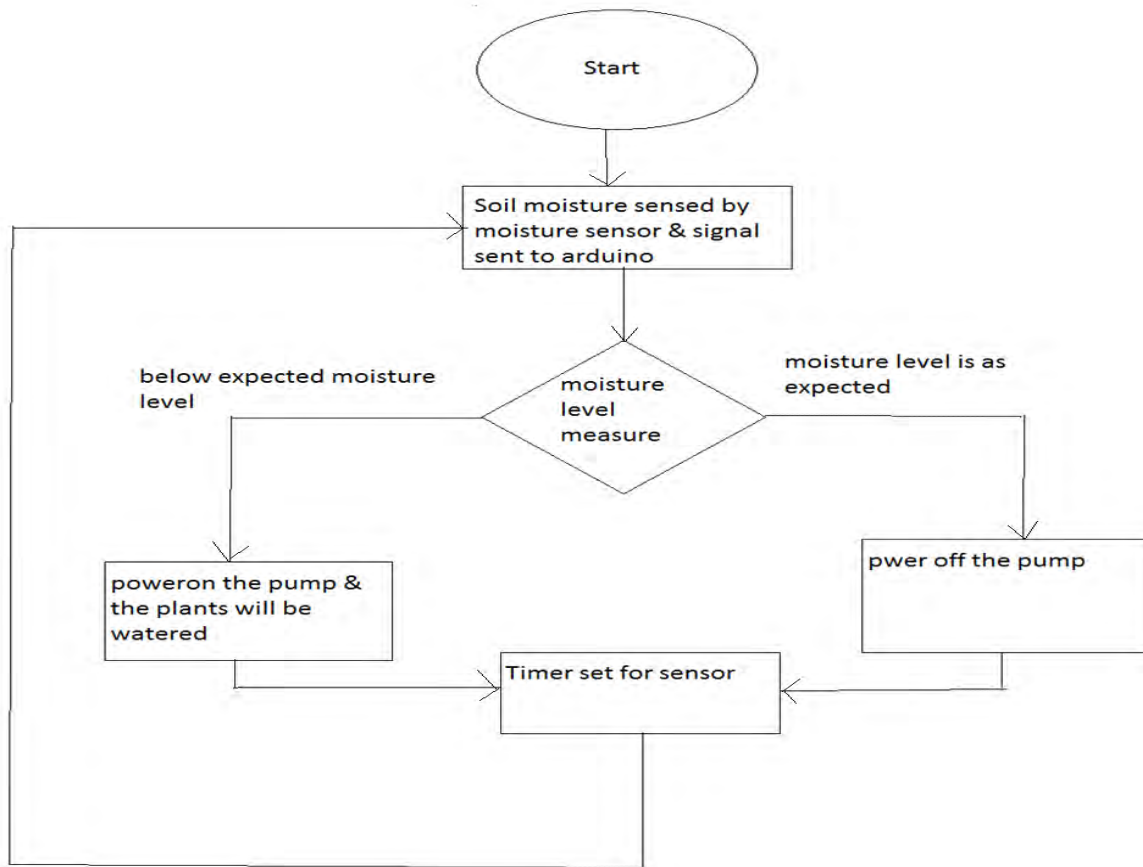 Start
Soil moisture sensed by
moisture sensor & signal
sent to arduino
below expected moisture
level
moisture
level
measure
moisture level is as
expected
poweron the pump &
the plants will be
watered
pwer off the pump
Timer set for sensor